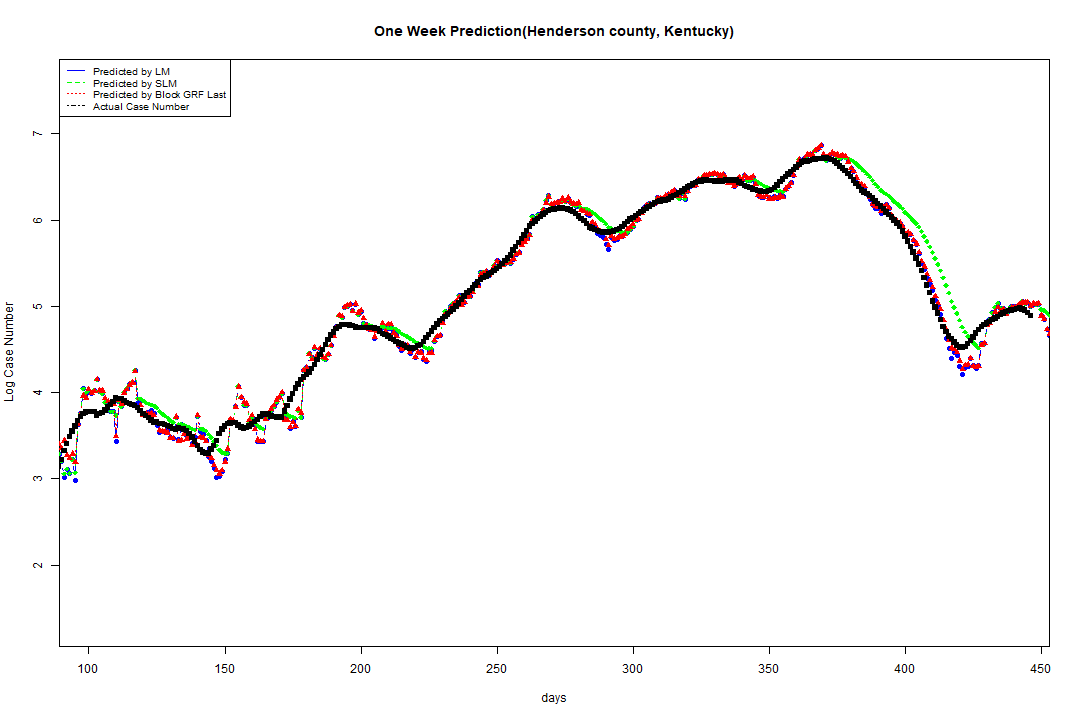 One Week Prediction(Henderson county, Kentucky)
Predicted by LM
Predicted by SLM
Predicted by Block GRF Last
Actual Case Number
7
6
5
4
3
2
Log Case Number
100 150 200 250 300 350 400 450
days